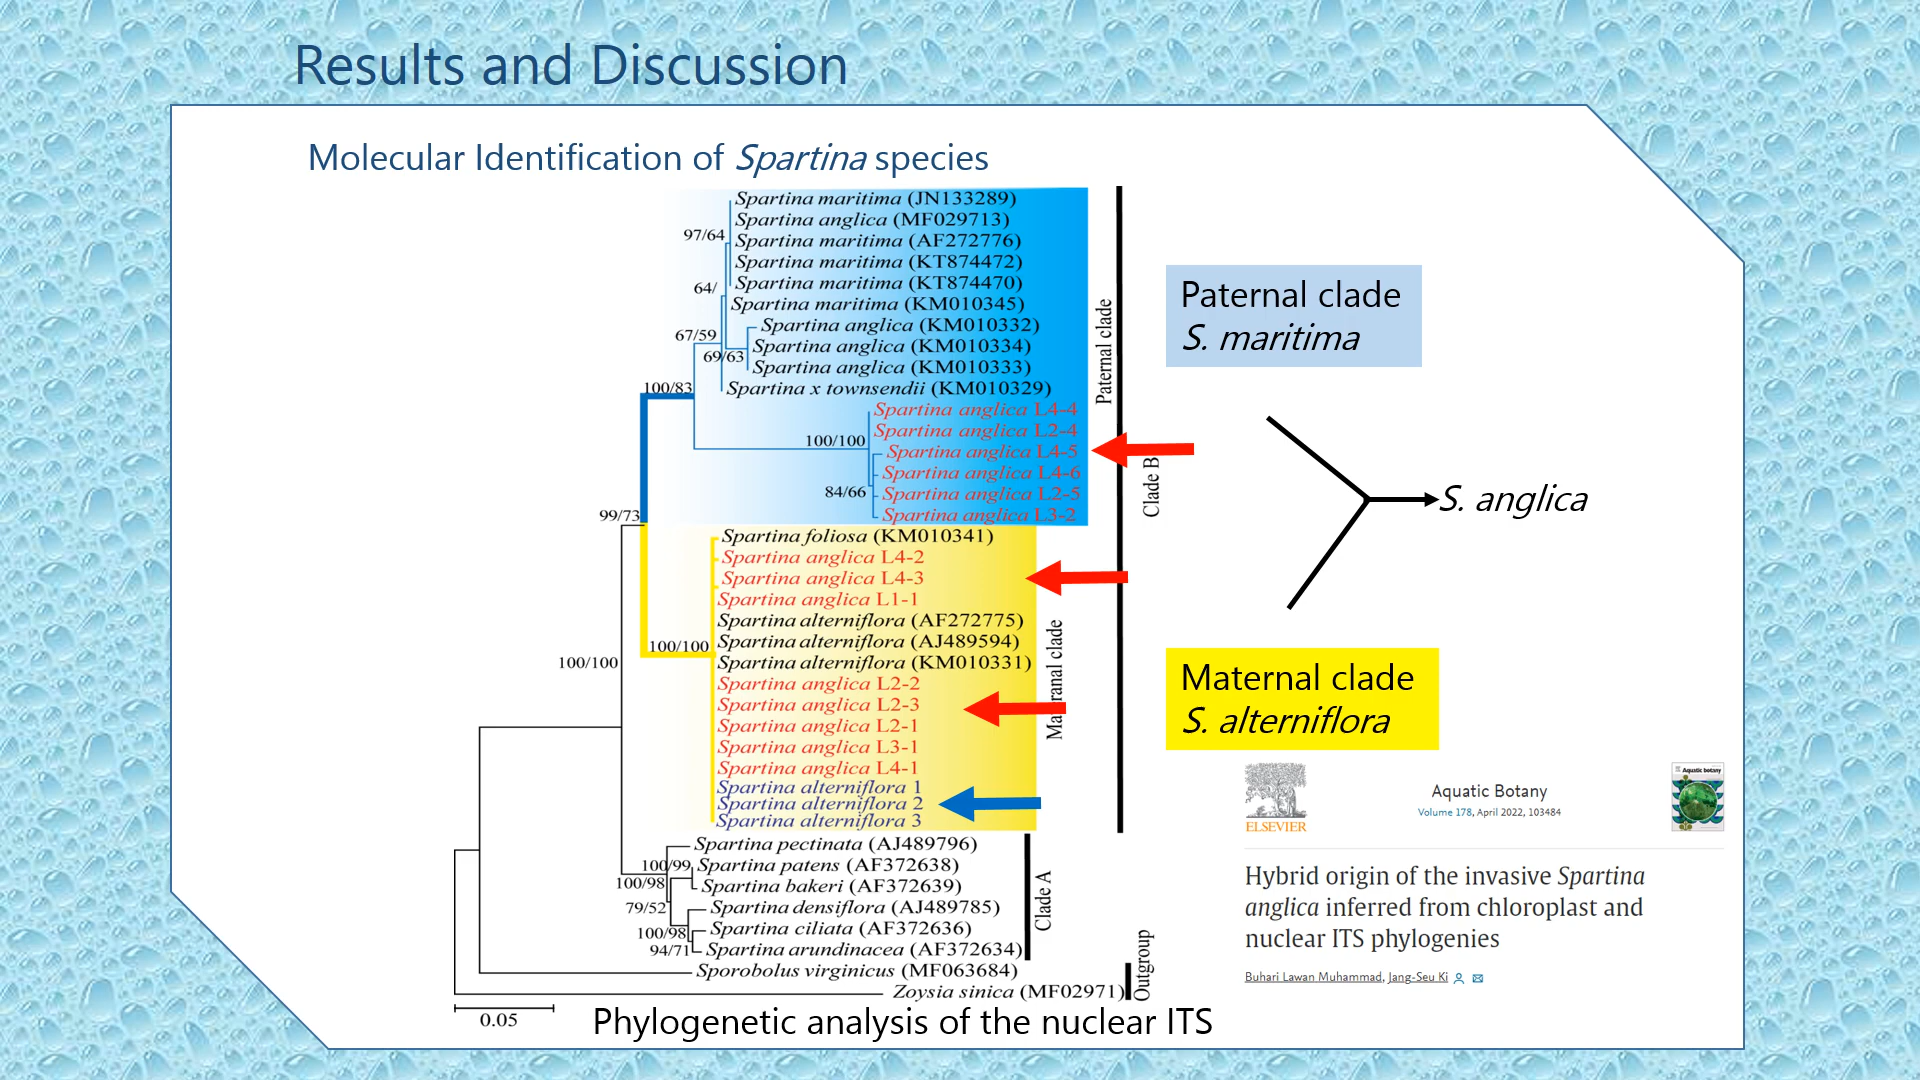 Results and Discussion
Molecular Identification of Spartina species
Spartina maritima (JN133289)
Spartina anglica (MF029713)
97/64
Spartina maritima (AF272776)
Spartina maritima (KT874472)
Spartina maritima (KT874470)
64/
Spartina maritima (KM010345)
Spartina anglica (KM010332)
67/59
Spartina anglica (KM010334)
69/63
Spartina anglica (KM010333)
Spartina x townsendii (KM010329)
100/83
Spartina anglica L4-4
Spartina anglica L2-4
100/100
Spartina anglica L4-5
Spartina anglica L4-6
84/66
Spartina anglica L2-5
Spartina anglica L3-2
99/73
Paternal clade
Spartina foliosa (KM010341)
Spartina anglica L4-2
Spartina anglica L4-3
Spartina anglica L1-1
Spartina alterniflora (AF272775)
Spartina alterniflora (AJ489594)
100/100
Spartina alterniflora (KM010331)
100/100
Spartina anglica L2-2
Spartina anglica L2-3
Spartina anglica L2-1
Spartina anglica L3-1
Spartina anglica L4-1
Spartina alterniflora 1
Spartina alterniflora 2
Spartina alterniflora 3
Clade B
Spartina pectinata (AJ489796)
100/99
Spartina patens (AF372638)
100/98
Spartina bakeri (AF372639)
79/52
Spartina densiflora (AJ489785)
100/98
Spartina ciliata (AF372636)
94/71
Spartina arundinacea (AF372634)
Clade A
Sporobolus virginicus (MF063684)
Zoysia sinica (MF02971)
Outgroup
0.05
Phylogenetic analysis of the nuclear ITS
Paternal clade
S. maritima
S. anglica
Maternal clade
S. alterniflora
ELSEVIER
Aquatic Botany
Volume 178, April 2022, 103484
Aquatic botany
Hybrid origin of the invasive Spartina
anglica inferred from chloroplast and
nuclear ITS phylogenies
Buhari Lawan Muhammad, Jang-Seu Ki